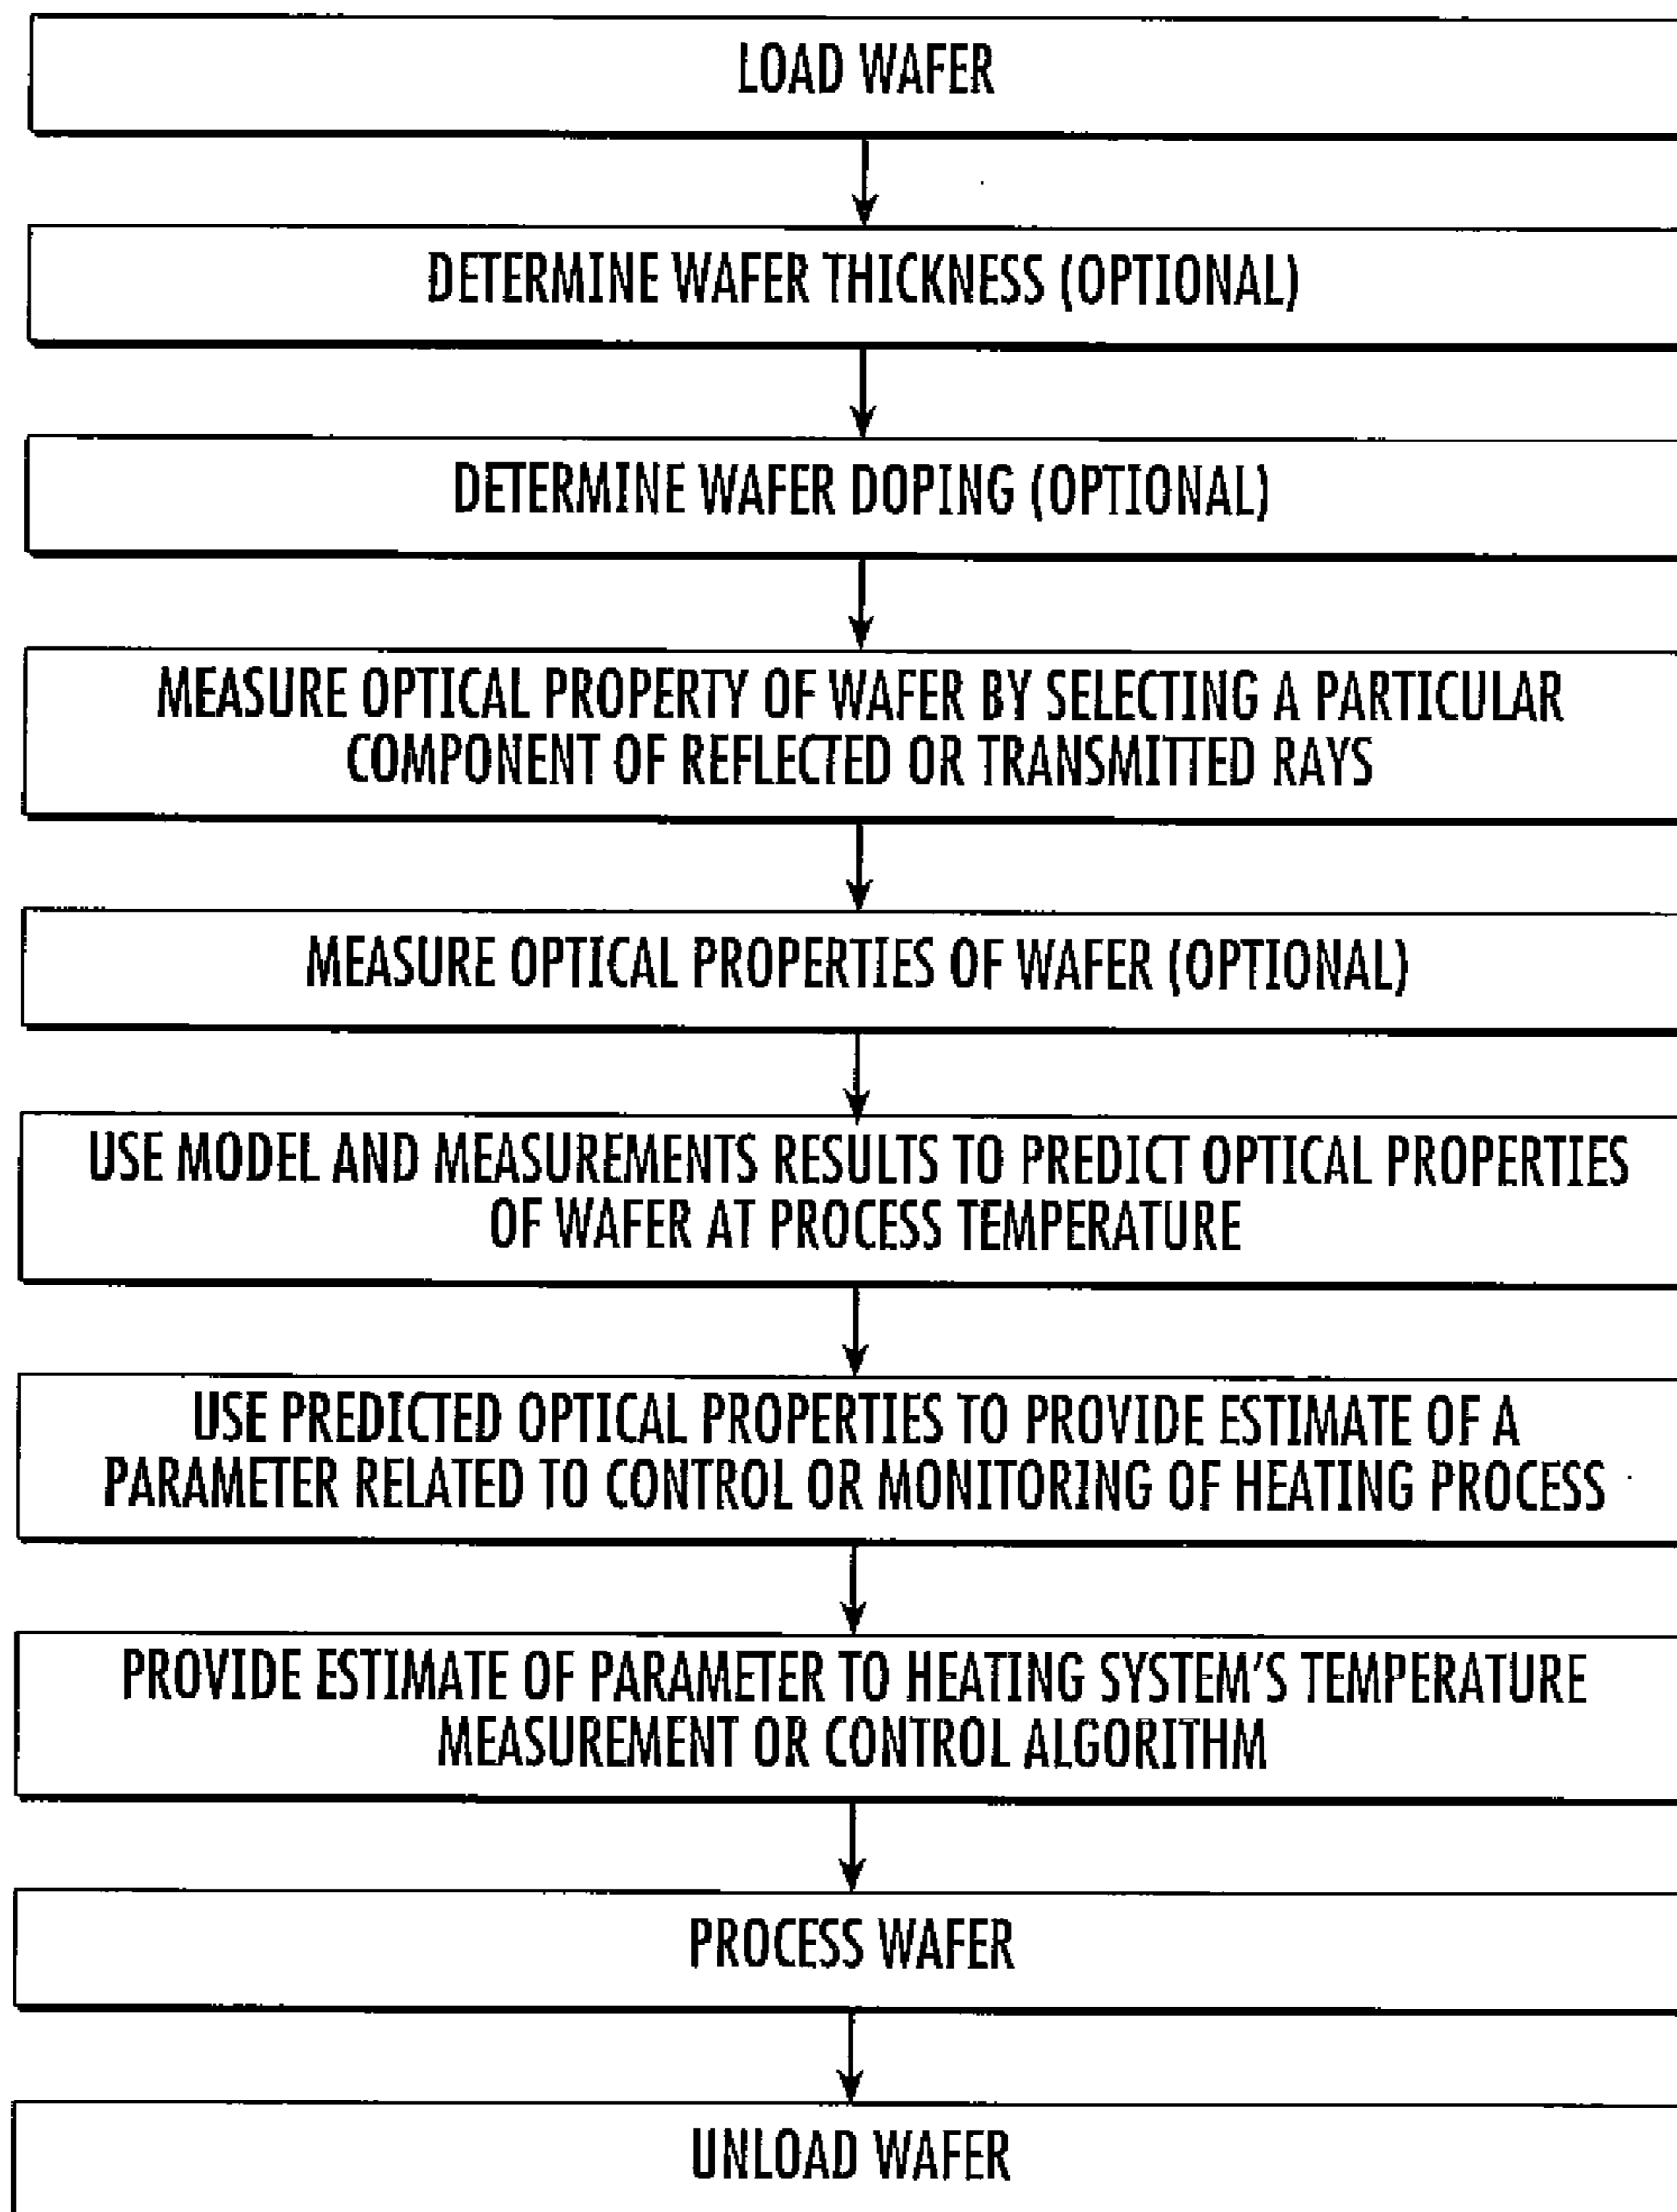 LOAD WAFER
DETERMINE WAFER THICKNESS (OPTIONAL)
DETERMINE WAFER DOPING (OPTIONAL)
MEASURE OPTICAL PROPERTY OF WAFER BY SELECTING A PARTICULAR
COMPONENT OF REFLECTED OR TRANSMITTED RAYS
MEASURE OPTICAL PROPERTIES OF WAFER (OPTIONAL)
USE MODEL AND MEASUREMENTS RESULTS TO PREDICT OPTICAL PROPERTIES
OF WAFER AT PROCESS TEMPERATURE
USE PREDICTED OPTICAL PROPERTIES TO PROVIDE ESTIMATE OF A
PARAMETER RELATED TO CONTROL OR MONITORING OF HEATING PROCESS
PROVIDE ESTIMATE OF PARAMETER TO HEATING SYSTEM'S TEMPERATURE
MEASUREMENT OR CONTROL ALGORITHM
PROCESS WAFER
UNLOAD WAFER